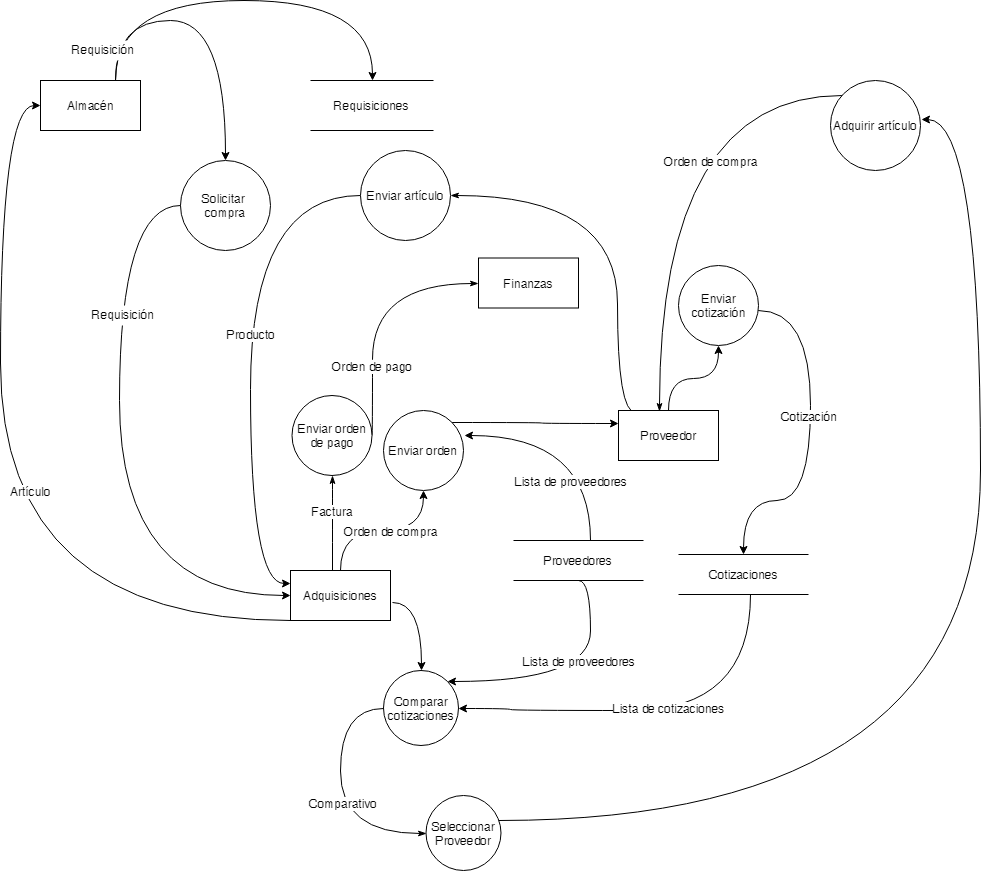 Requisición
Almacén
Requisiciones
Adquirir artículo
Orden de compra
Solicitar
compra
Enviar artículo
Finanzas
Enviar
cotización
Requisición
Producto
Orden de pago
Cotización
Enviar orden
de pago
Enviar orden
Proveedor
Lista de proveedores
Artículo
Factura
Orden de compra
Proveedores
Cotizaciones
Adquisiciones
Lista de proveedores
Comparar
cotizaciones
Lista de cotizaciones
Comparativo
Seleccionar
Proveedor